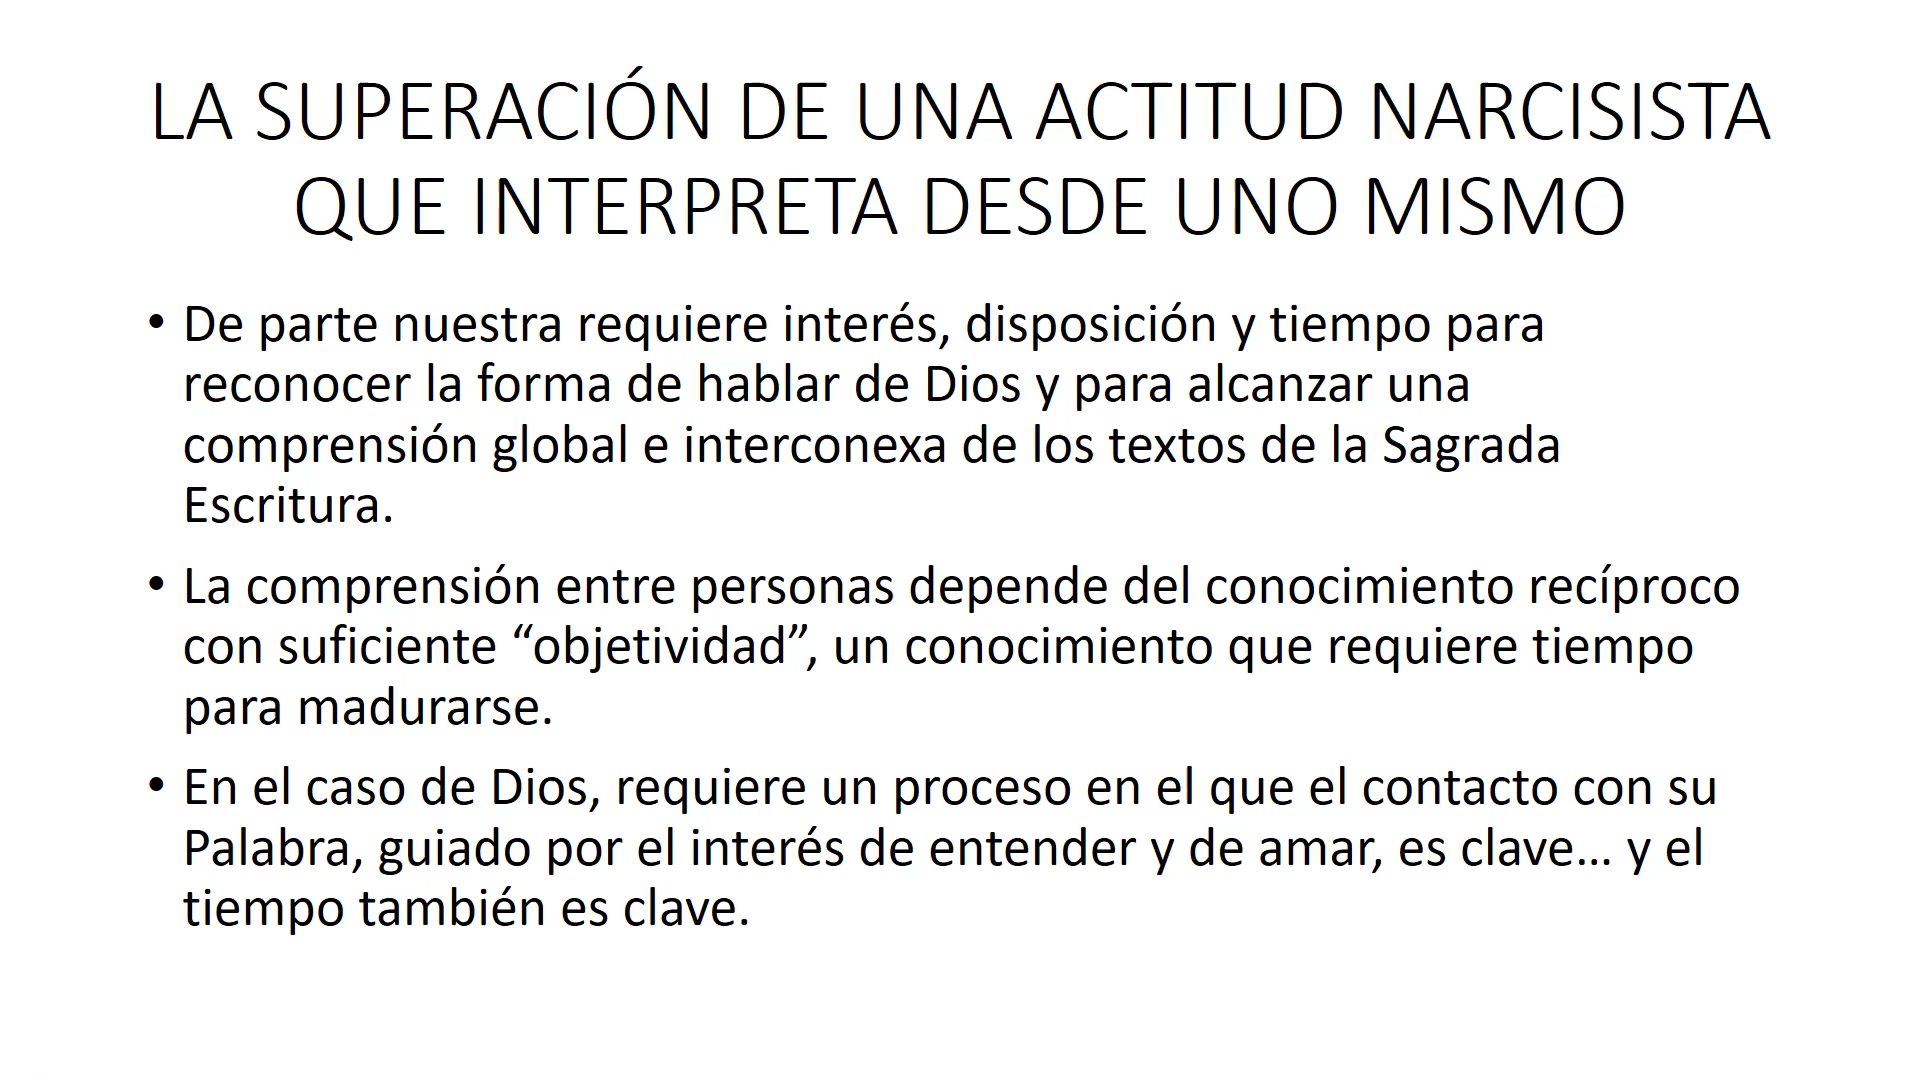 LA SUPERACIÓN DE UNA ACTITUD NARCISISTA
QUE INTERPRETA DESDE UNO MISMO
• De parte nuestra requiere interés, disposición y tiempo para
reconocer la forma de hablar de Dios y para alcanzar una
comprensión global e interconexa de los textos de la Sagrada
Escritura.
• La comprensión entre personas depende del conocimiento recíproco
con suficiente “objetividad”, un conocimiento que requiere tiempo
para madurarse.
• En el caso de Dios, requiere un proceso en el que el contacto con su
Palabra, guiado por el interés de entender y de amar, es clave… y el
tiempo también es clave.